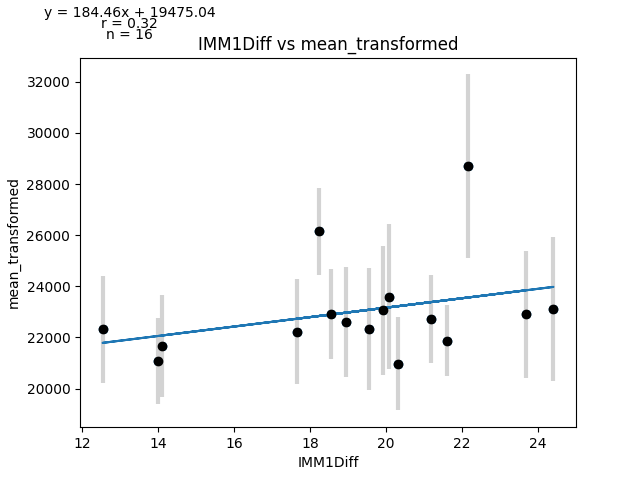 y = 184.46x + 19475.04
r = 0.32
n = 16
IMM1Diff vs mean_transformed
32000
30000
28000
26000
24000
22000
20000
mean_transformed
12 14 16 18 20 22 24
IMM1Diff